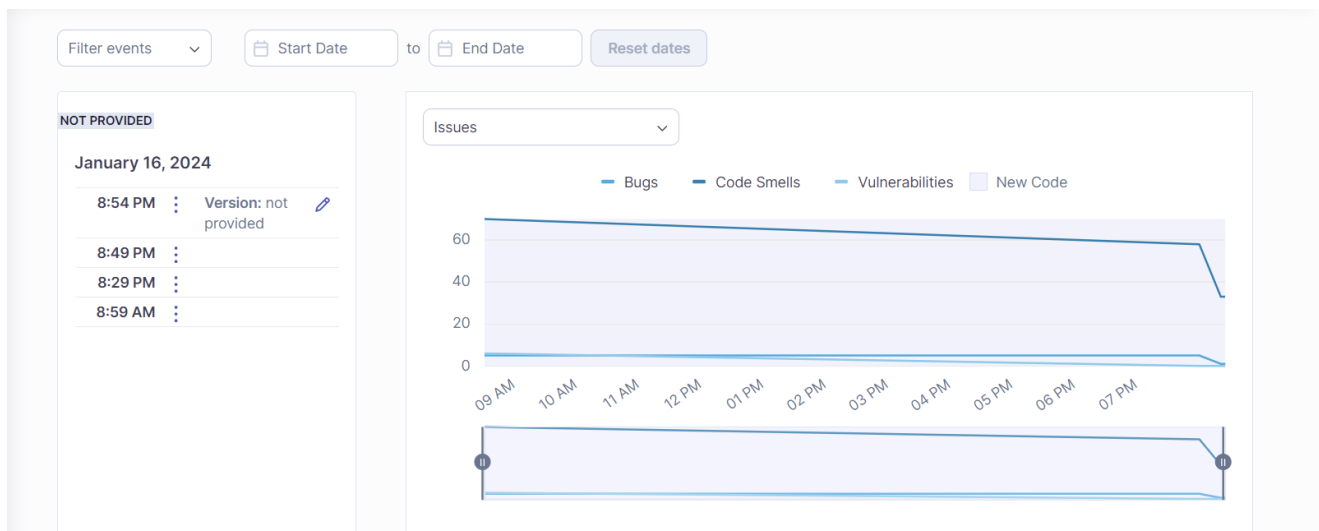 Filter events
Start Date
to
End Date
Reset dates
NOT PROVIDED
January 16, 2024
8:54 PM
Version: not
provided
8:49 PM
8:29 PM
8:59 AM
Issues
Bugs
Code Smells
Vulnerabilities
New Code
60
40
20
0
09 AM
10 AM
11 AM
12 PM
01 PM
02 PM
03 PM
04 PM
05 PM
06 PM
07 PM